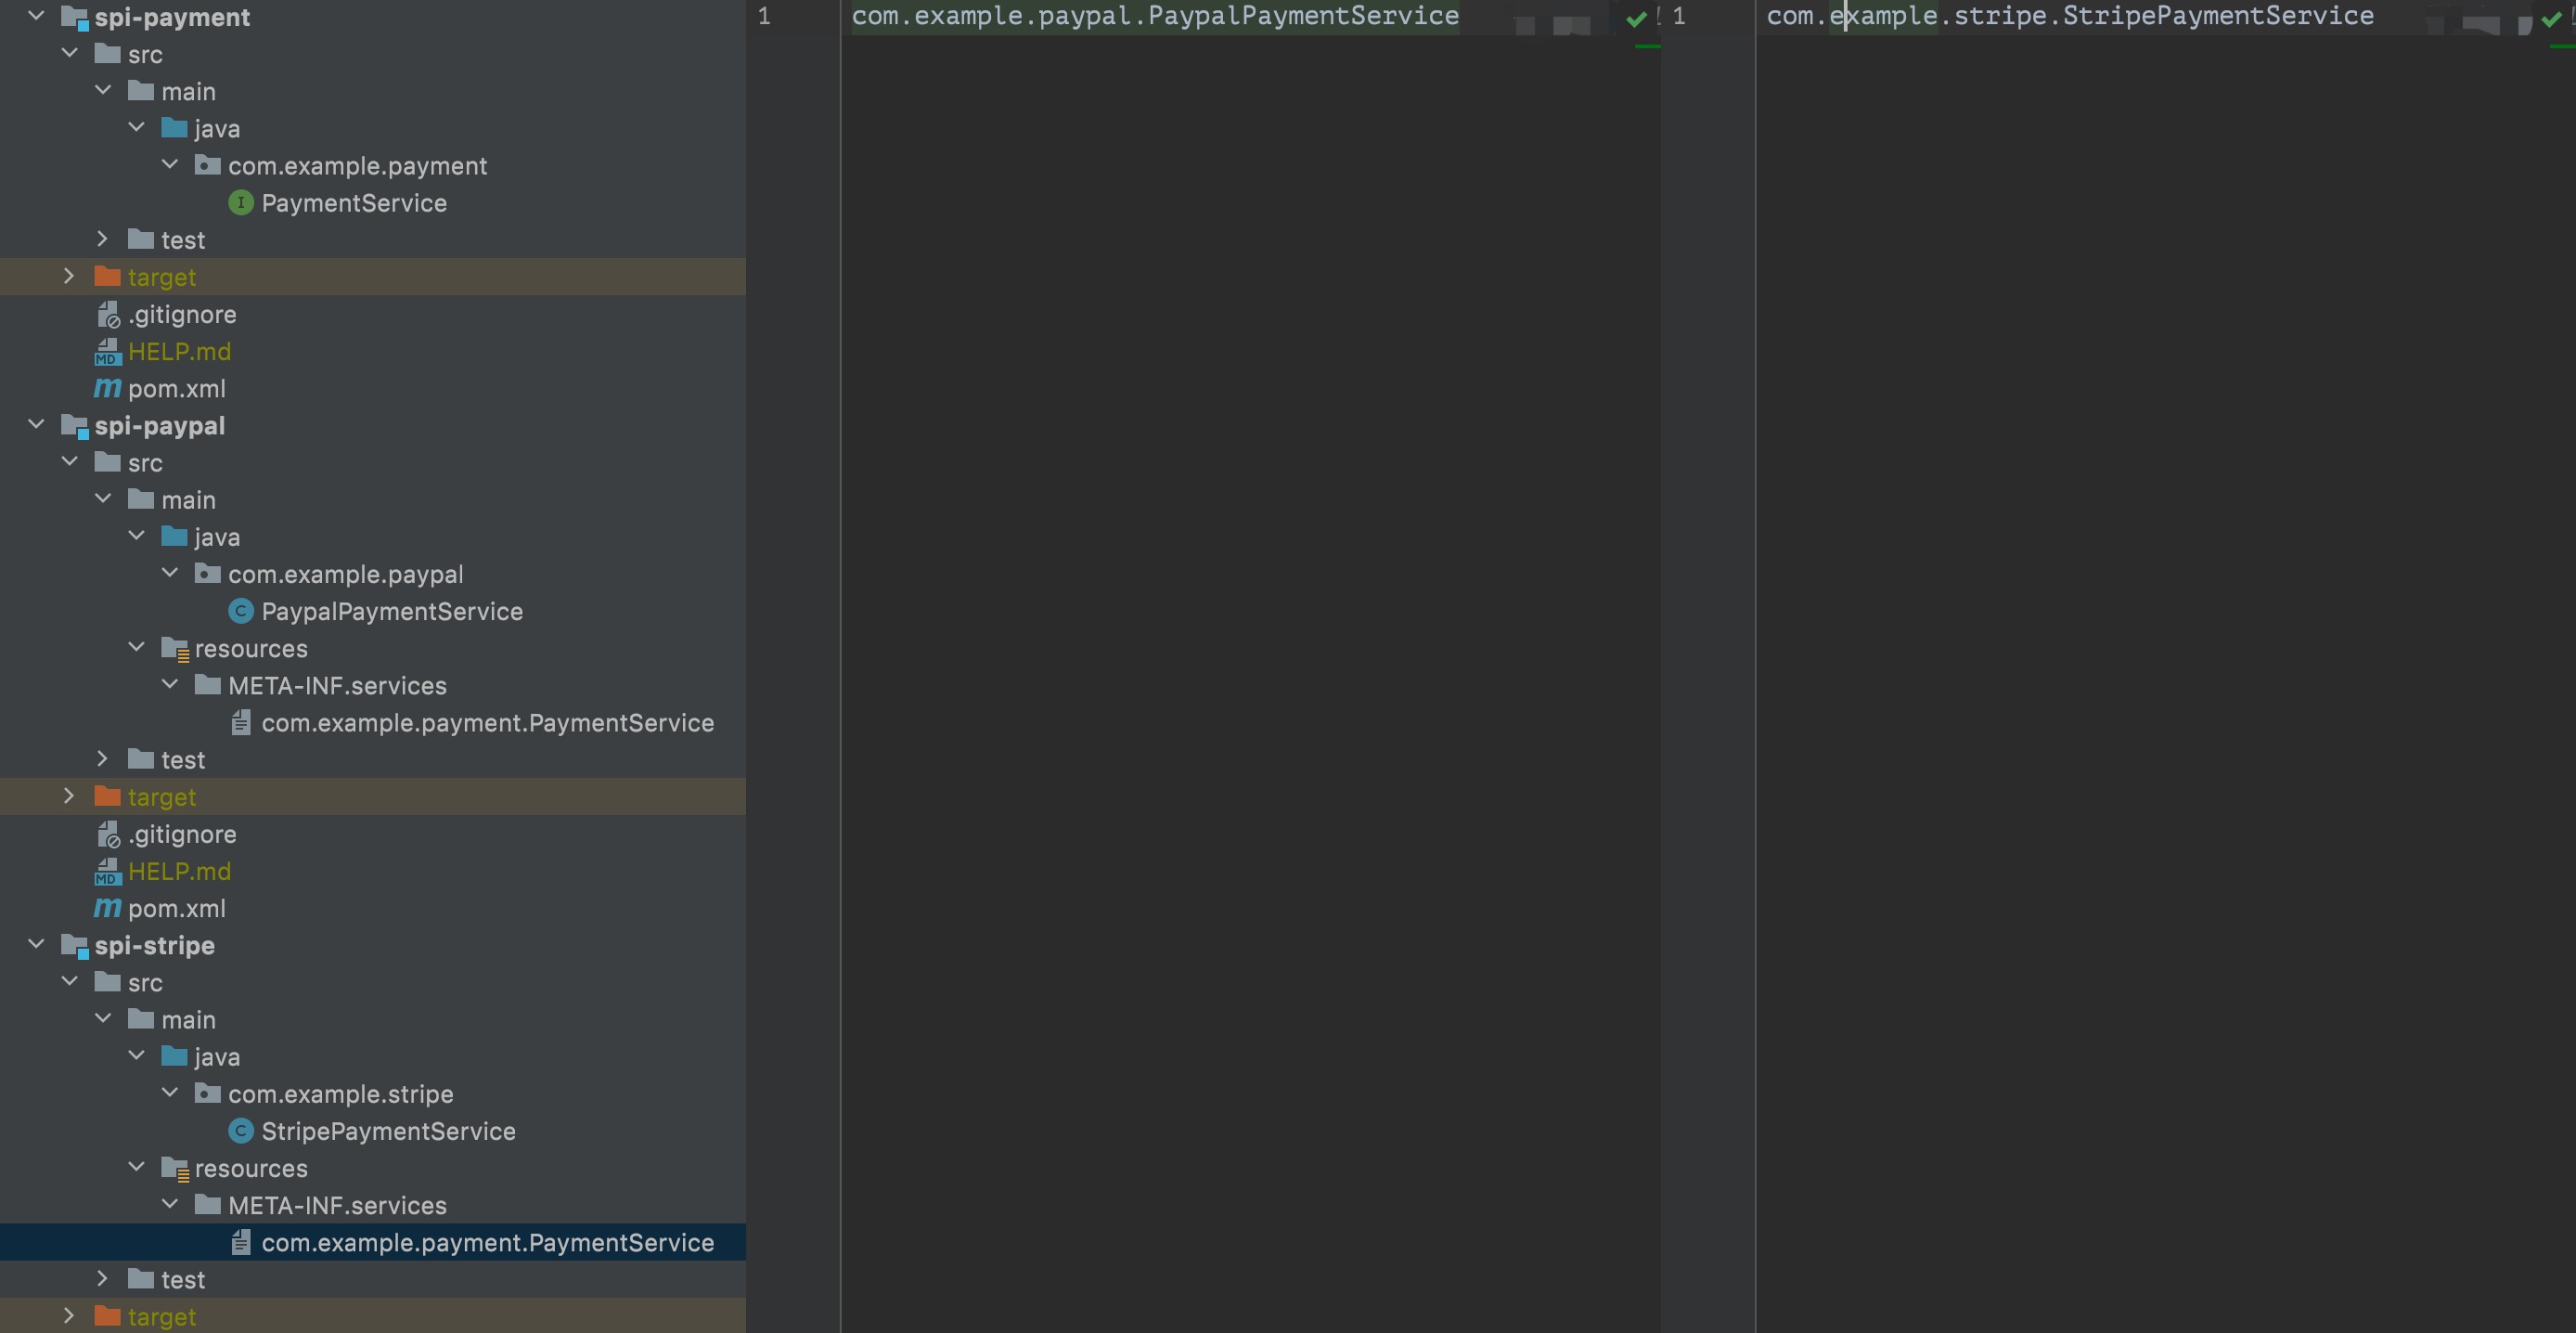 spi-payment
src
main
java
com.example.payment
I PaymentService
test
target
.gitignore
MD HELP.md
m pom.xml
spi-paypal
src
main
java
com.example.paypal
C PaypalPaymentService
resources
META-INF.services
com.example.payment.PaymentService
test
target
.gitignore
MD HELP.md
m pom.xml
spi-stripe
src
main
java
com.example.stripe
C StripePaymentService
resources
META-INF.services
com.example.payment.PaymentService
test
target
1 com.example.paypal.PaypalPaymentService
1 com.example.stripe.StripePaymentService